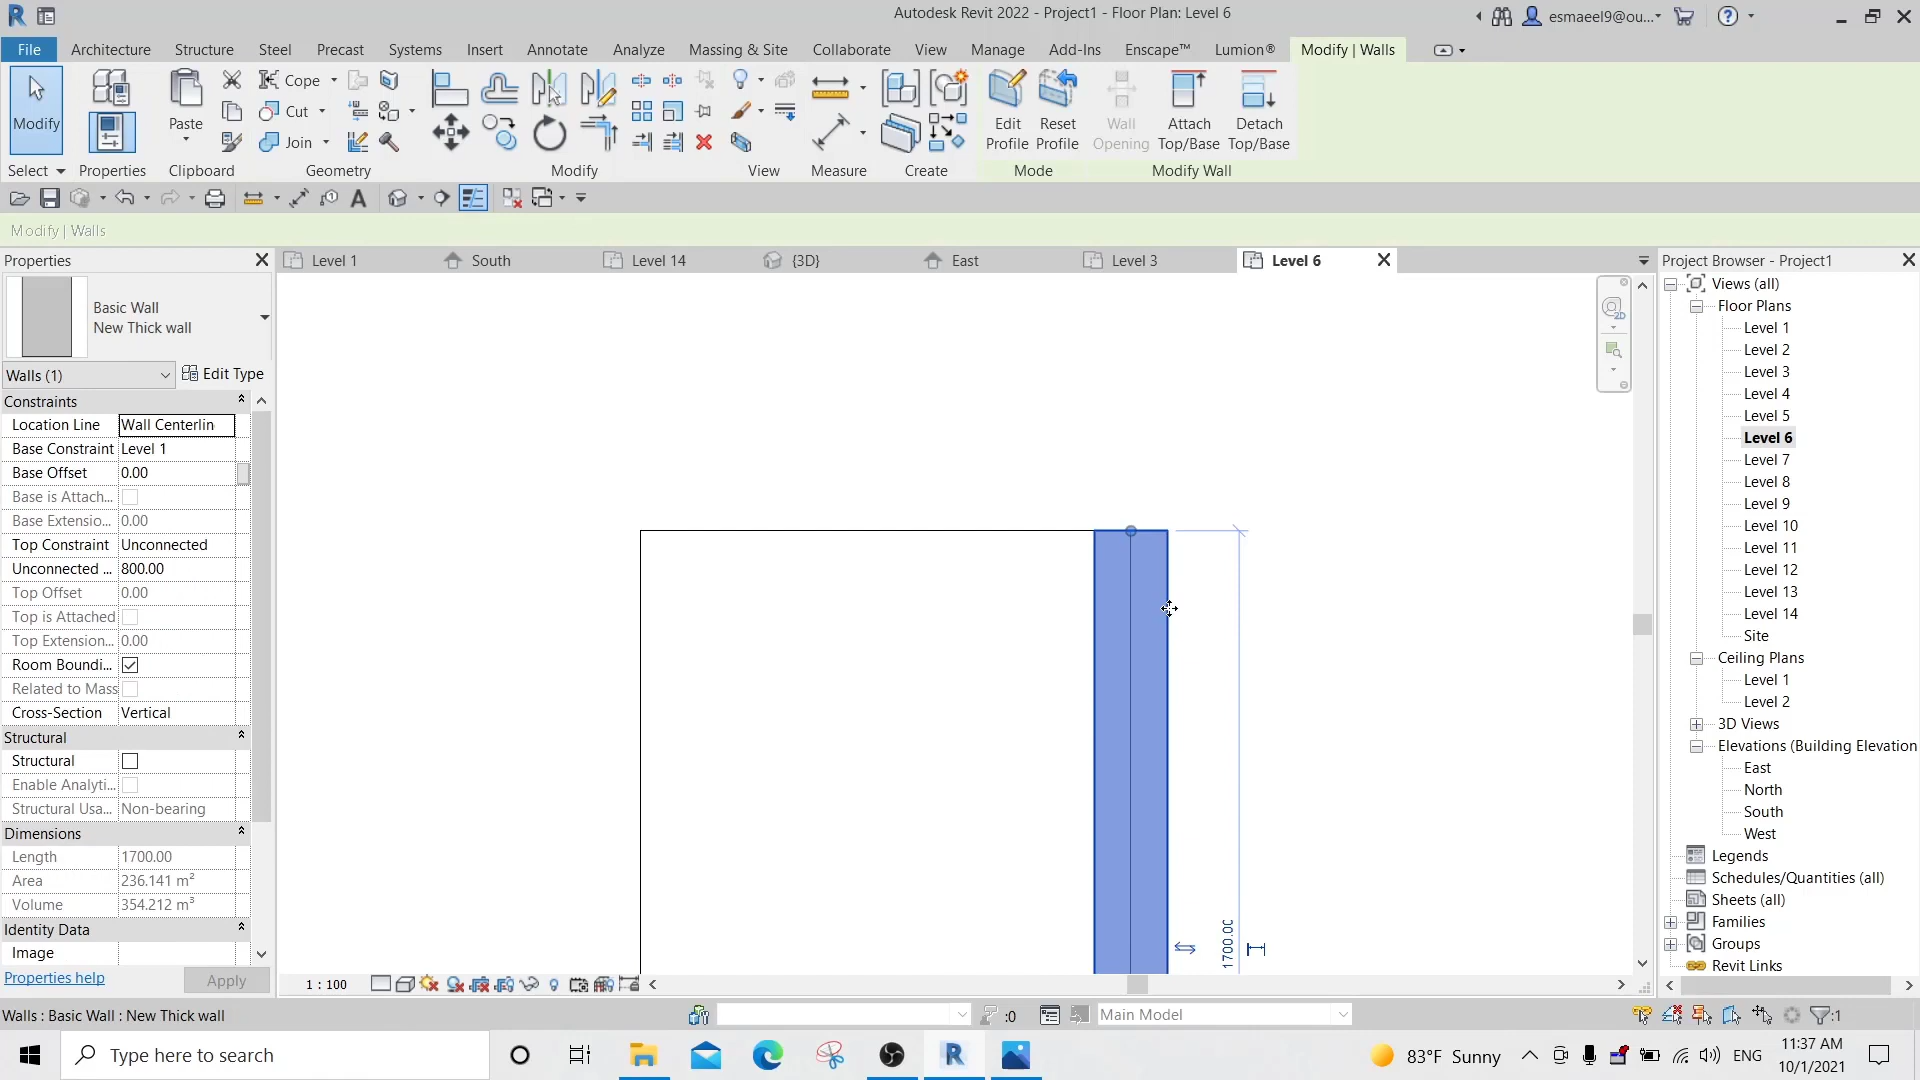 Autodesk Revit 2022 - Project1 - Floor Plan: Level 6
esmaeel9@ou...
File Architecture Structure Steel Precast Systems Insert Annotate Analyze Massing & Site Collaborate View Manage Add-Ins Enscape™ Lumion® Modify | Walls
Modify
Paste
Cope
Cut
Join
Edit Profile
Reset Profile
Wall Opening
Attach Top/Base
Detach Top/Base
Select Properties Clipboard Geometry Modify View Measure Create Mode Modify Wall
Modify | Walls
Properties
Level 1 South Level 14 {3D} East Level 3 Level 6
Basic Wall
New Thick wall
Walls (1) Edit Type
Constraints
Location Line Wall Centerlin
Base Constraint Level 1
Base Offset 0.00
Base is Attach...
Base Extensio... 0.00
Top Constraint Unconnected
Unconnected ... 800.00
Top Offset 0.00
Top is Attached
Top Extension... 0.00
Room Boundi...
Related to Mass
Cross-Section Vertical
Structural
Structural
Enable Analyti...
Structural Usa... Non-bearing
Dimensions
Length 1700.00
Area 236.141 m²
Volume 354.212 m³
Identity Data
Image
Properties help Apply
2D
1700.00
1 : 100
Project Browser - Project1
Views (all)
Floor Plans
Level 1
Level 2
Level 3
Level 4
Level 5
Level 6
Level 7
Level 8
Level 9
Level 10
Level 11
Level 12
Level 13
Level 14
Site
Ceiling Plans
Level 1
Level 2
3D Views
Elevations (Building Elevation
East
North
South
West
Legends
Schedules/Quantities (all)
Sheets (all)
Families
Groups
Revit Links
Walls : Basic Wall : New Thick wall :0 Main Model :1
Type here to search
83°F Sunny
ENG
11:37 AM
10/1/2021